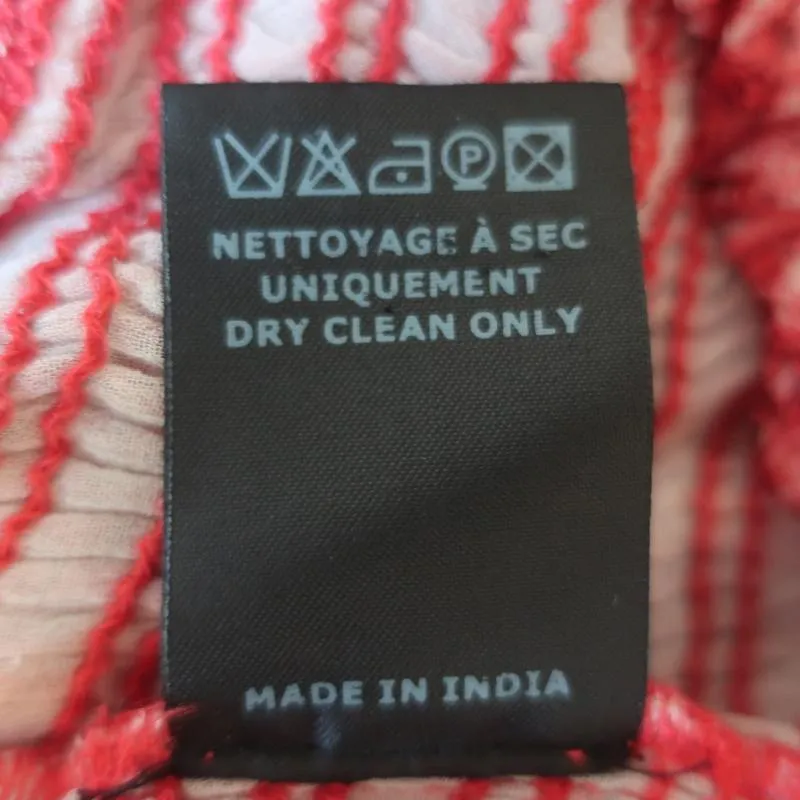 P
NETTOYAGE À SEC
UNIQUEMENT
DRY CLEAN ONLY
MADE IN INDIA